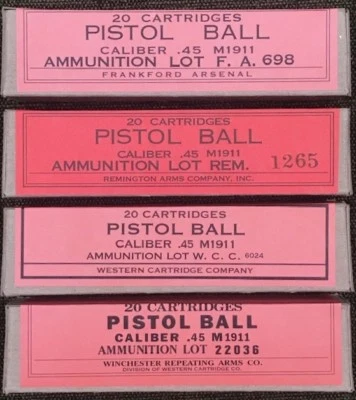 20 CARTRIDGES
PISTOL BALL
CALIBER .45 M1911
AMMUNITION LOT F. A. 698
FRANKFORD ARSENAL
20 CARTRIDGES
PISTOL BALL
CALIBER .45 M1911
AMMUNITION LOT REM. 1265
REMINGTON ARMS COMPANY, INC.
20 CARTRIDGES
PISTOL BALL
CALIBER .45 M1911
AMMUNITION LOT W. C. C. 6024
WESTERN CARTRIDGE COMPANY
20 CARTRIDGES
PISTOL BALL
CALIBER .45 M1911
AMMUNITION LOT 22036
WINCHESTER REPEATING ARMS CO.
DIVISION OF WESTERN CARTRIDGE CO.